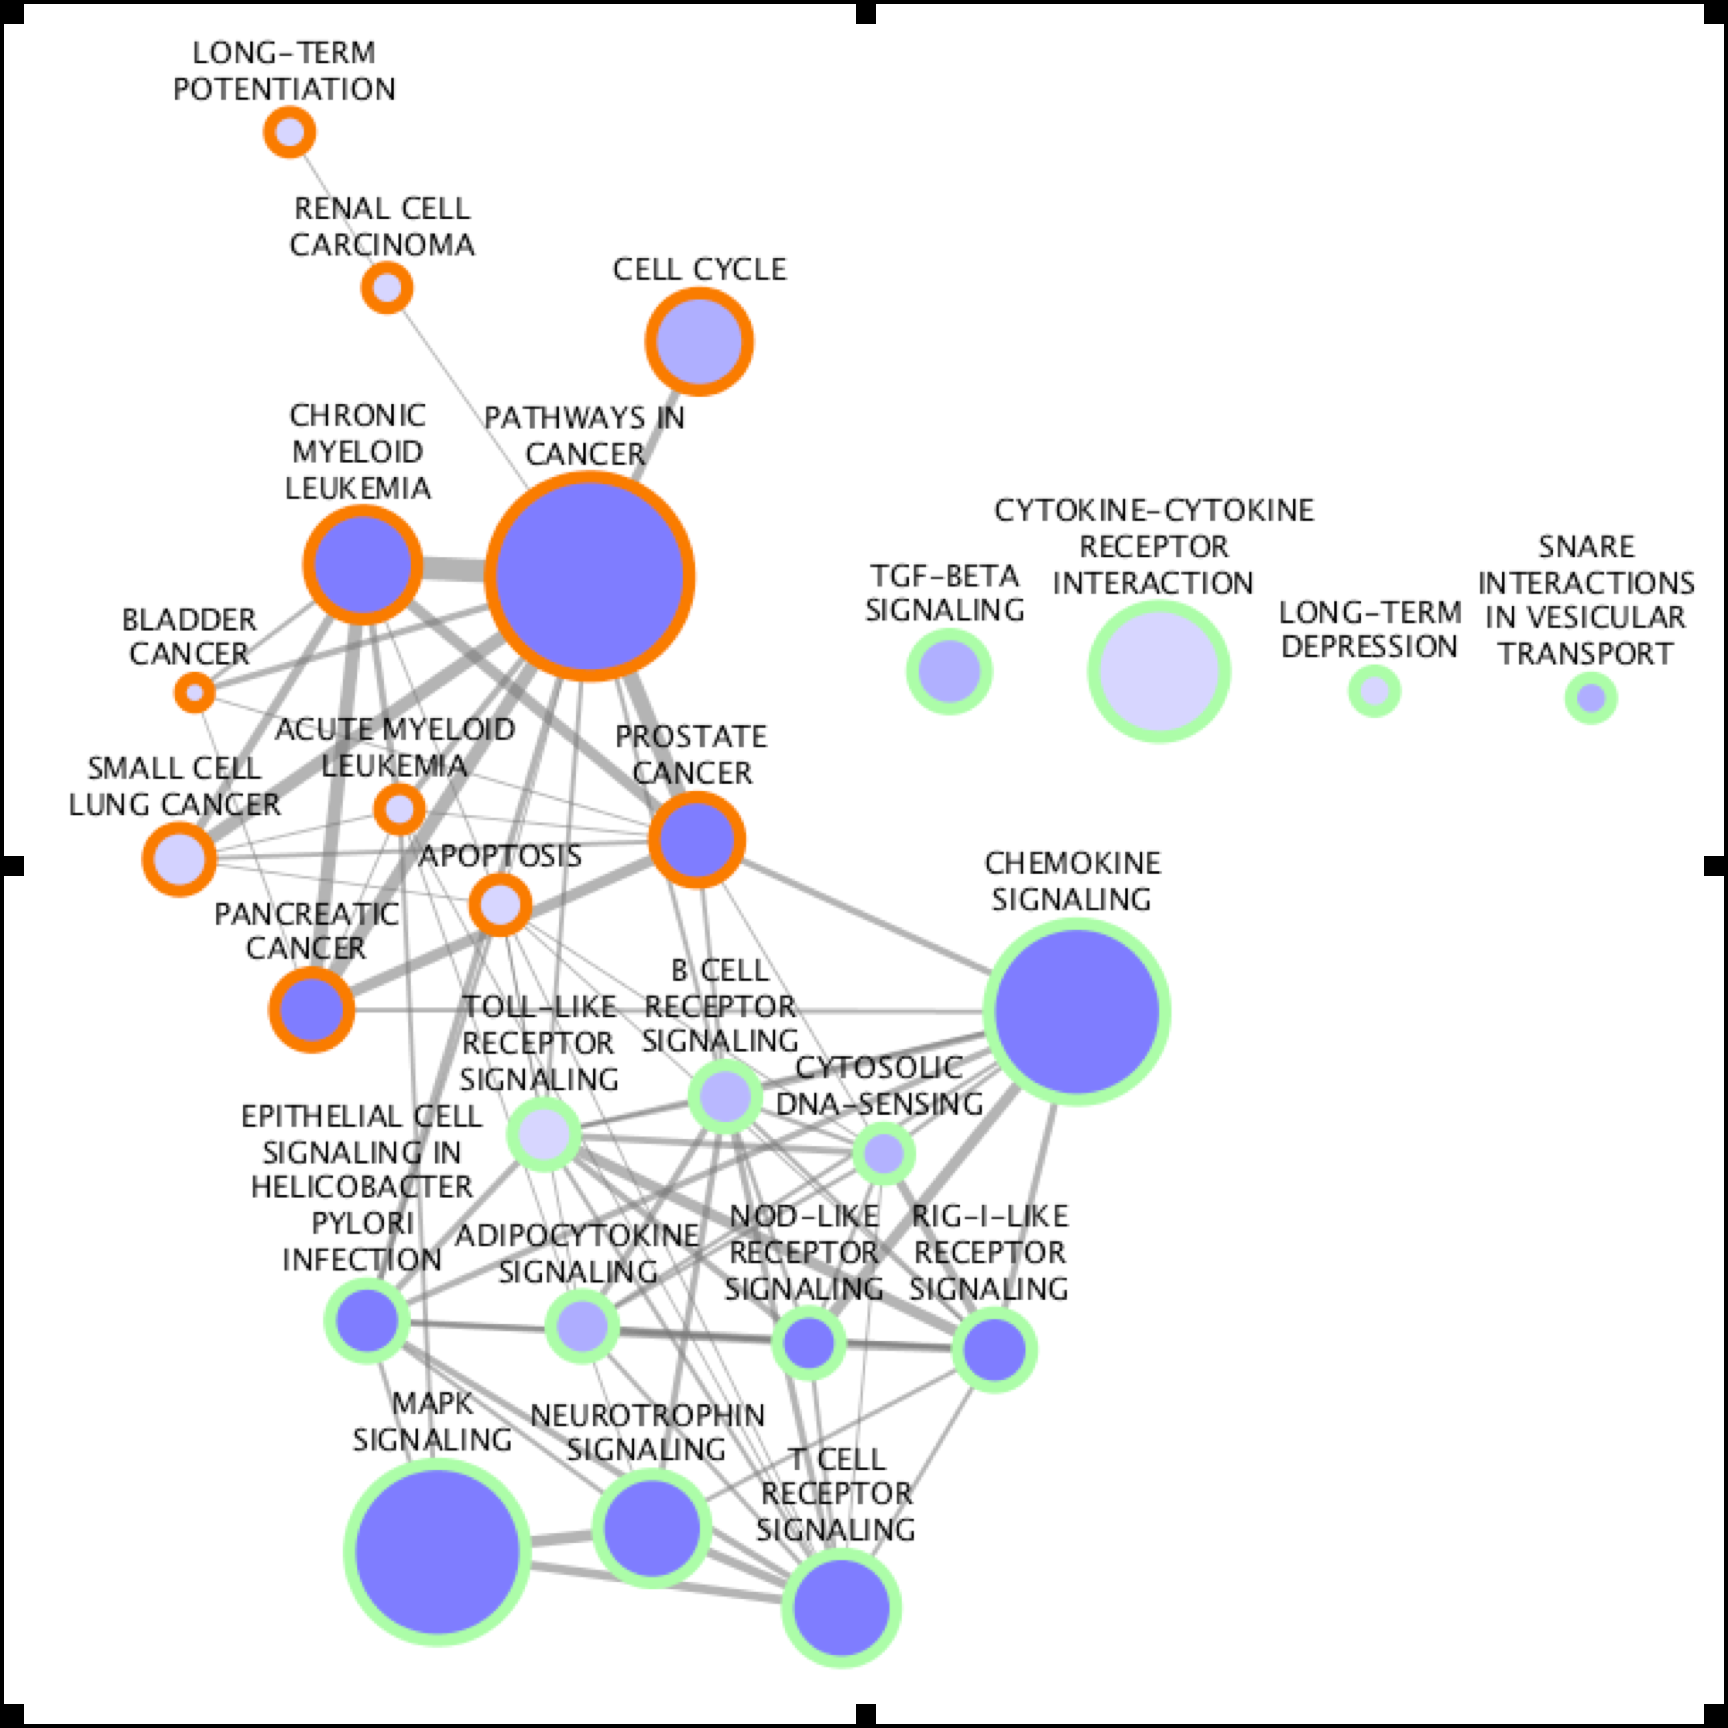 LONG-TERM
POTENTIATION
RENAL CELL
CARCINOMA
CELL CYCLE
CHRONIC
MYELOID
LEUKEMIA
PATHWAYS IN
CANCER
CYTOKINE-CYTOKINE
RECEPTOR
INTERACTION
SNARE
INTERACTIONS
IN VESICULAR
TRANSPORT
TGF-BETA
SIGNALING
LONG-TERM
DEPRESSION
BLADDER
CANCER
ACUTE MYELOID
LEUKEMIA
PROSTATE
CANCER
SMALL CELL
LUNG CANCER
APOPTOSIS
CHEMOKINE
SIGNALING
PANCREATIC
CANCER
B CELL
RECEPTOR
SIGNALING
TOLL-LIKE
RECEPTOR
SIGNALING
CYTOSOLIC
DNA-SENSING
EPITHELIAL CELL
SIGNALING IN
HELICOBACTER
PYLORI
INFECTION
ADIPOCYTOKINE
SIGNALING
NOD-LIKE
RECEPTOR
SIGNALING
RIG-I-LIKE
RECEPTOR
SIGNALING
MAPK
SIGNALING
NEUROTROPHIN
SIGNALING
T CELL
RECEPTOR
SIGNALING